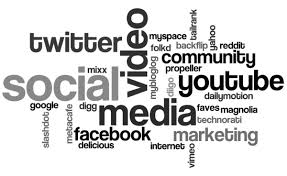 twitter
video
myspace
folkd
tailrank
backflip
yahoo
reddit
community
mixx
mybloglog
propeller
diigo
youtube
social
dailymotion
google
digg
media
faves
magnolia
slashdot
metacafe
technorati
facebook
marketing
delicious
internet
vimeo